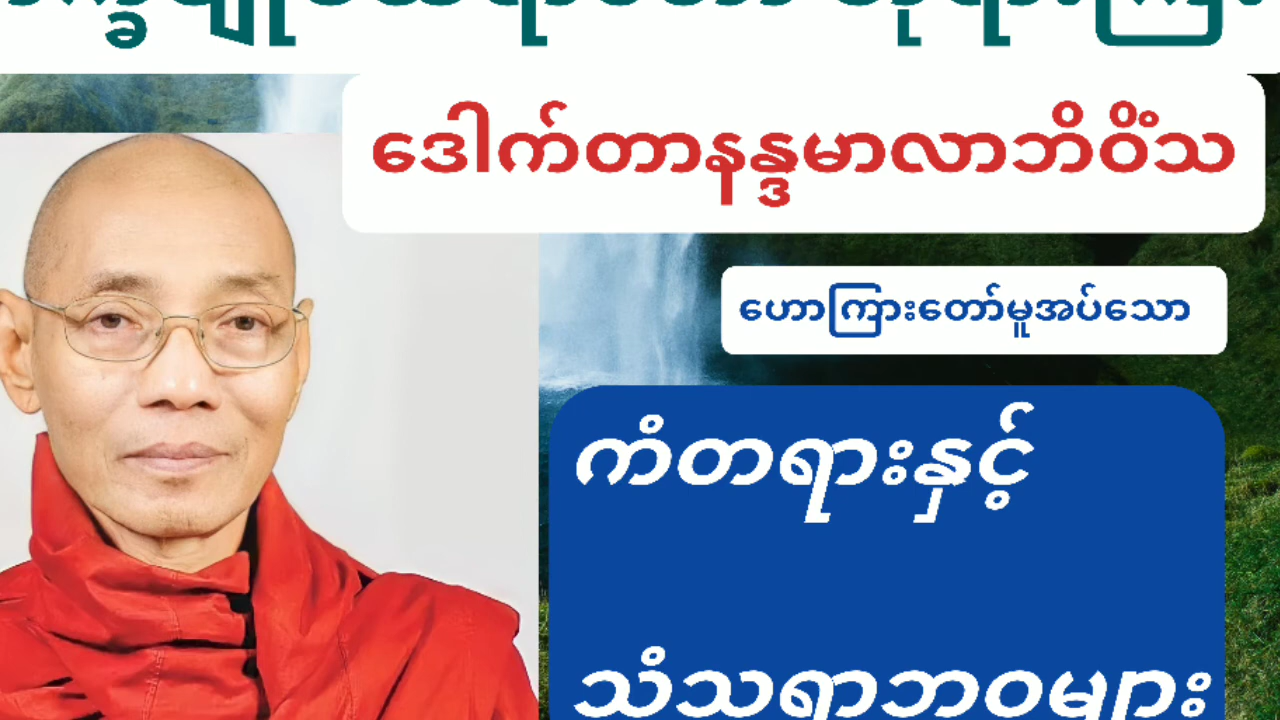 ဒေါက်တာနန္ဒမာလာဘိဝံိသ
ဟောကြားတော်မူအပ်သော
ကံတရားနှင့်
သံသရာဘဝများ